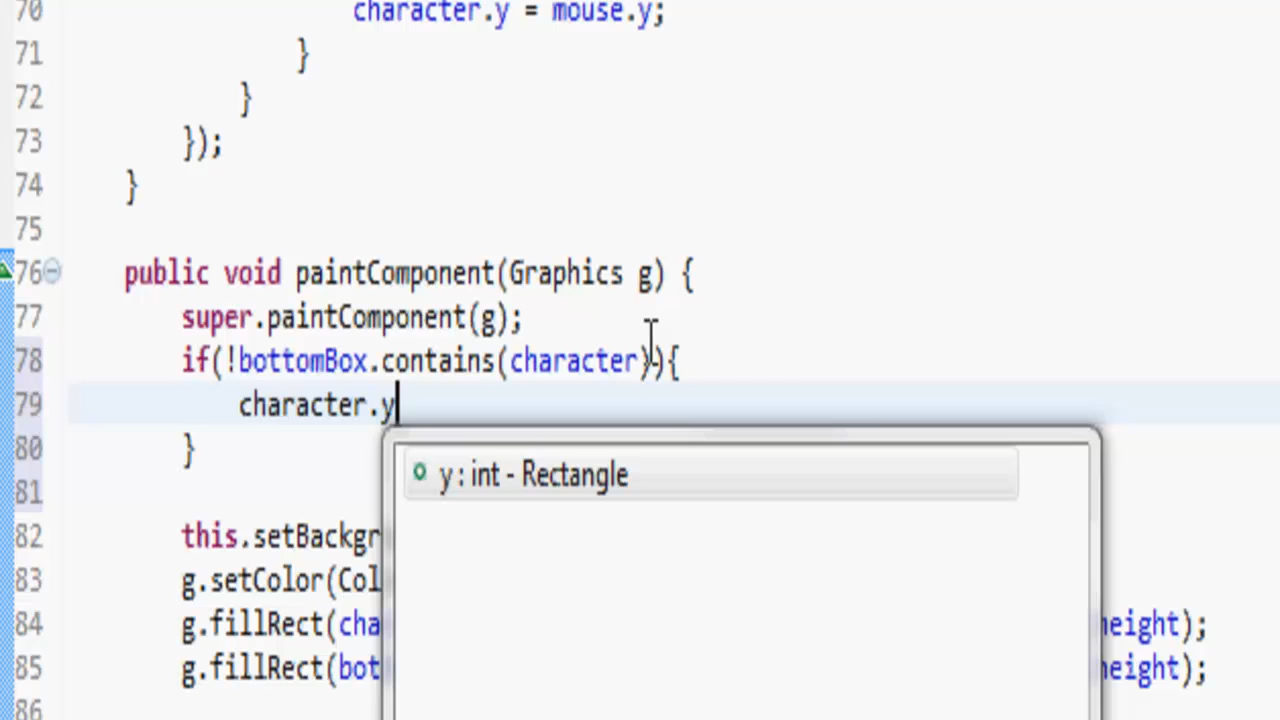 70 character.y = mouse.y;
71 }
72 }
73 });
74 }
75
76 public void paintComponent(Graphics g) {
77 super.paintComponent(g);
78 if(!bottomBox.contains(character)){
79 character.y
y : int - Rectangle
80 }
81
82 this.setBackgr
83 g.setColor(Col
84 g.fillRect(cha height);
85 g.fillRect(bot height);
86